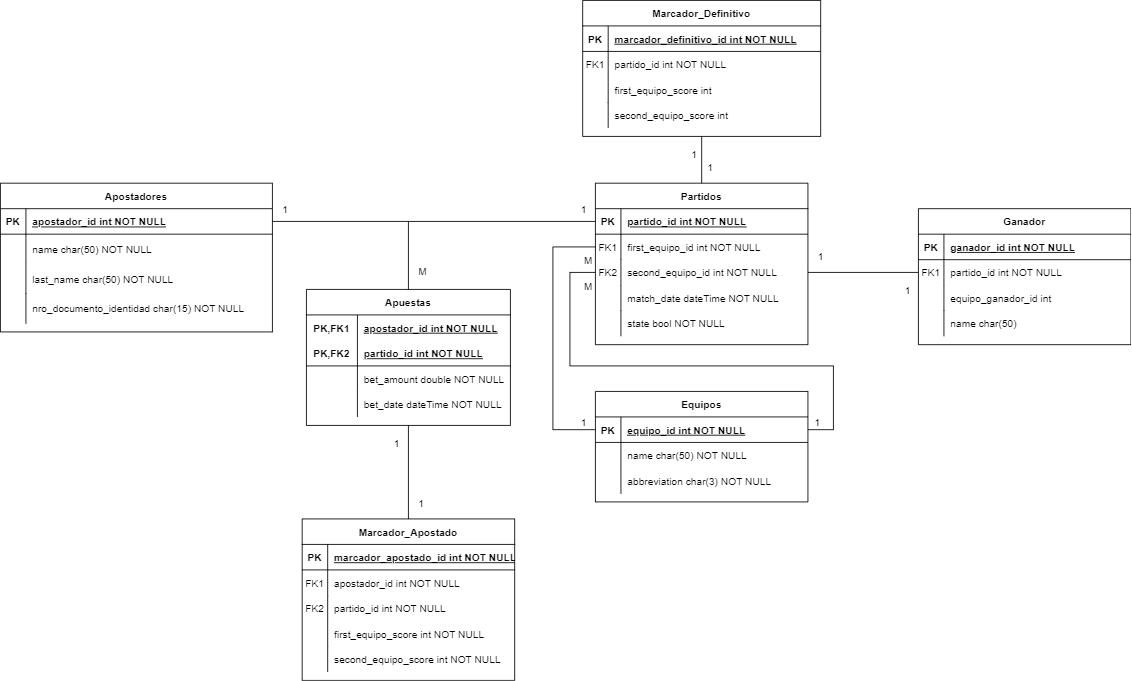 Marcador_Definitivo
PK marcador_definitivo_id int NOT NULL
FK1 partido_id int NOT NULL
first_equipo_score int
second_equipo_score int
1
1
Apostadores
PK apostador_id int NOT NULL
name char(50) NOT NULL
last_name char(50) NOT NULL
nro_documento_identidad char(15) NOT NULL
1
1
M
Partidos
PK partido_id int NOT NULL
FK1 first_equipo_id int NOT NULL
FK2 second_equipo_id int NOT NULL
match_date dateTime NOT NULL
state bool NOT NULL
M
M
1
1
Ganador
PK ganador_id int NOT NULL
FK1 partido_id int NOT NULL
equipo_ganador_id int
name char(50)
Apuestas
PK,FK1 apostador_id int NOT NULL
PK,FK2 partido_id int NOT NULL
bet_amount double NOT NULL
bet_date dateTime NOT NULL
1
1
Equipos
PK equipo_id int NOT NULL
name char(50) NOT NULL
abbreviation char(3) NOT NULL
1
1
Marcador_Apostado
PK marcador_apostado_id int NOT NULL
FK1 apostador_id int NOT NULL
FK2 partido_id int NOT NULL
first_equipo_score int NOT NULL
second_equipo_score int NOT NULL